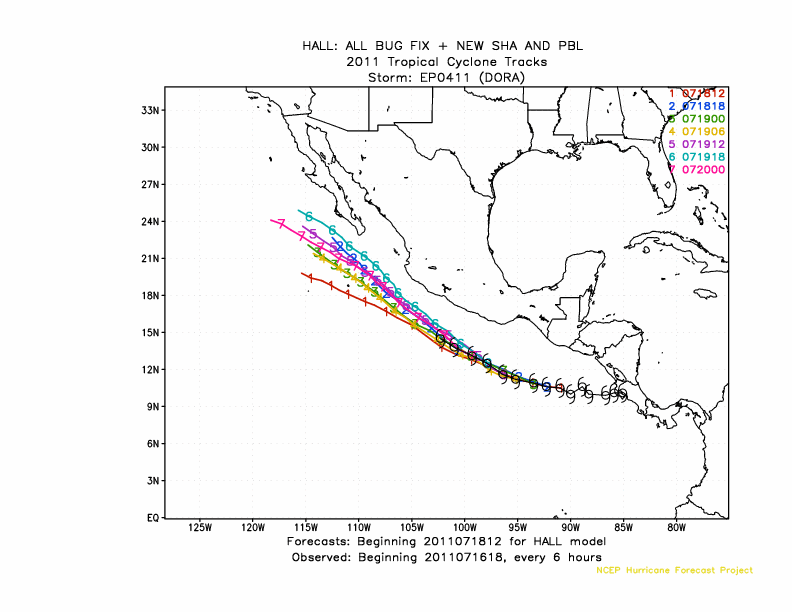 HALL: ALL BUG FIX + NEW SHA AND PBL
2011 Tropical Cyclone Tracks
Storm: EP0411 (DORA)
1 071812
2 071818
3 071900
4 071906
5 071912
6 071918
7 072000
33N
30N
27N
24N
21N
18N
15N
12N
9N
6N
3N
EQ
125W 120W 115W 110W 105W 100W 95W 90W 85W 80W
Forecasts: Beginning 2011071812 for HALL model
Observed: Beginning 2011071618, every 6 hours
NCEP Hurricane Forecast Project